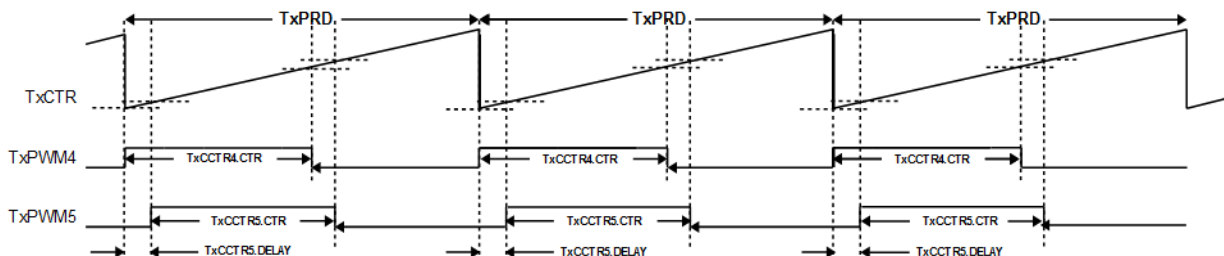 TxPRD TxPRD TxPRD
TxCTR
TxPWM4 TxCCTR4.CTR TxCCTR4.CTR TxCCTR4.CTR
TxPWM5 TxCCTR5.CTR TxCCTR5.CTR TxCCTR5.CTR
TxCCTR5.DELAY TxCCTR5.DELAY TxCCTR5.DELAY